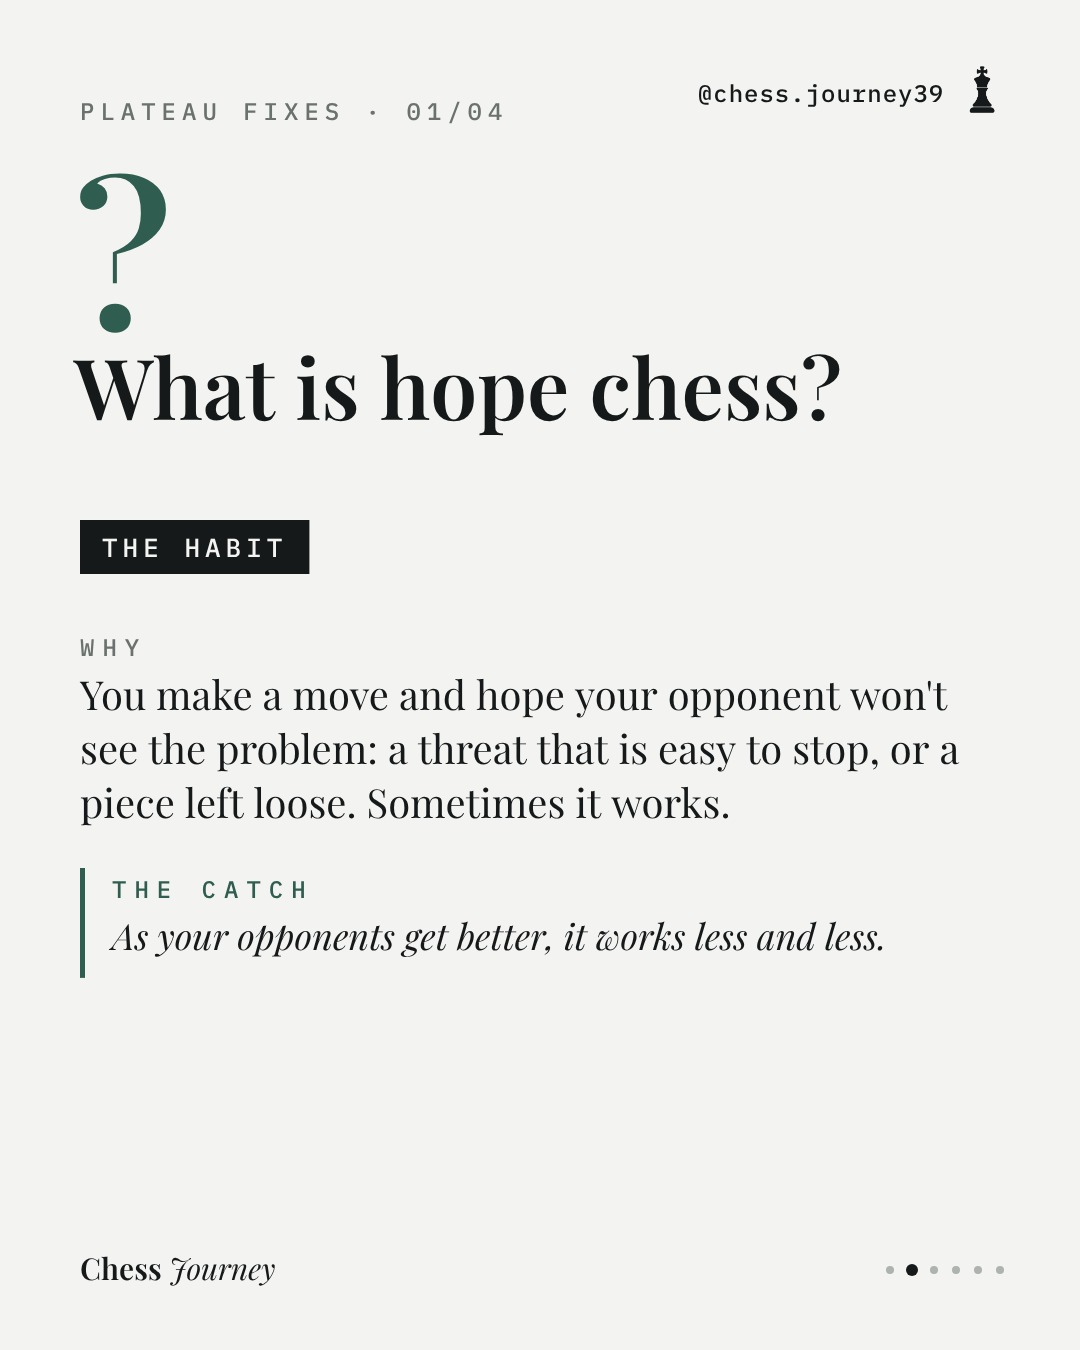 PLATEAU FIXES · 01/04
@chess.journey39
?
What is hope chess?
THE HABIT
WHY
You make a move and hope your opponent won't
see the problem: a threat that is easy to stop, or a
piece left loose. Sometimes it works.
THE CATCH
As your opponents get better, it works less and less.
Chess Journey